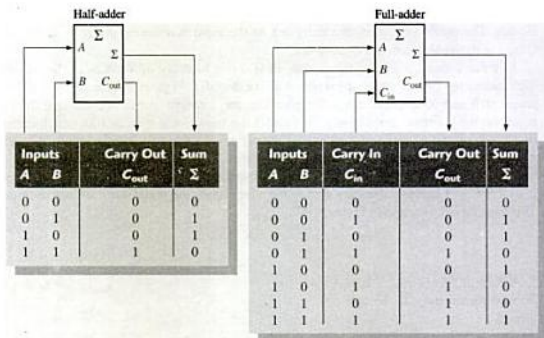 Half-adder
Σ
A
Σ
B
Cout
Inputs Carry Out Sum
A B Cout Σ
0 0 0 0
0 1 0 1
1 0 0 1
1 1 1 0
Full-adder
Σ
A
Σ
B
Cout
Cin
Inputs Carry In Carry Out Sum
A B Cin Cout Σ
0 0 0 0 0
0 0 1 0 1
0 1 0 0 1
0 1 1 1 0
1 0 0 0 1
1 0 1 1 0
1 1 0 1 0
1 1 1 1 1